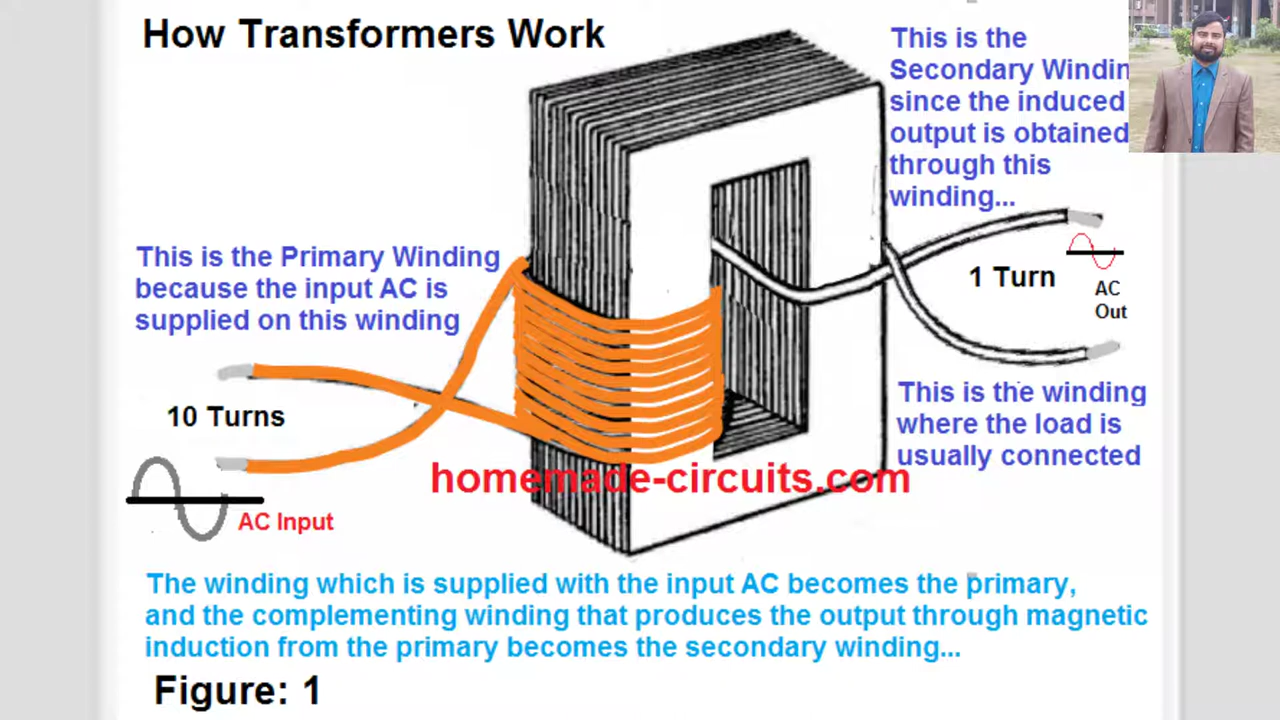 How Transformers Work
This is the
Secondary Windin
since the induced
output is obtained
through this
winding...
This is the Primary Winding
because the input AC is
supplied on this winding
1 Turn
AC
Out
10 Turns
This is the winding
where the load is
usually connected
homemade-circuits.com
AC Input
The winding which is supplied with the input AC becomes the primary,
and the complementing winding that produces the output through magnetic
induction from the primary becomes the secondary winding...
Figure: 1